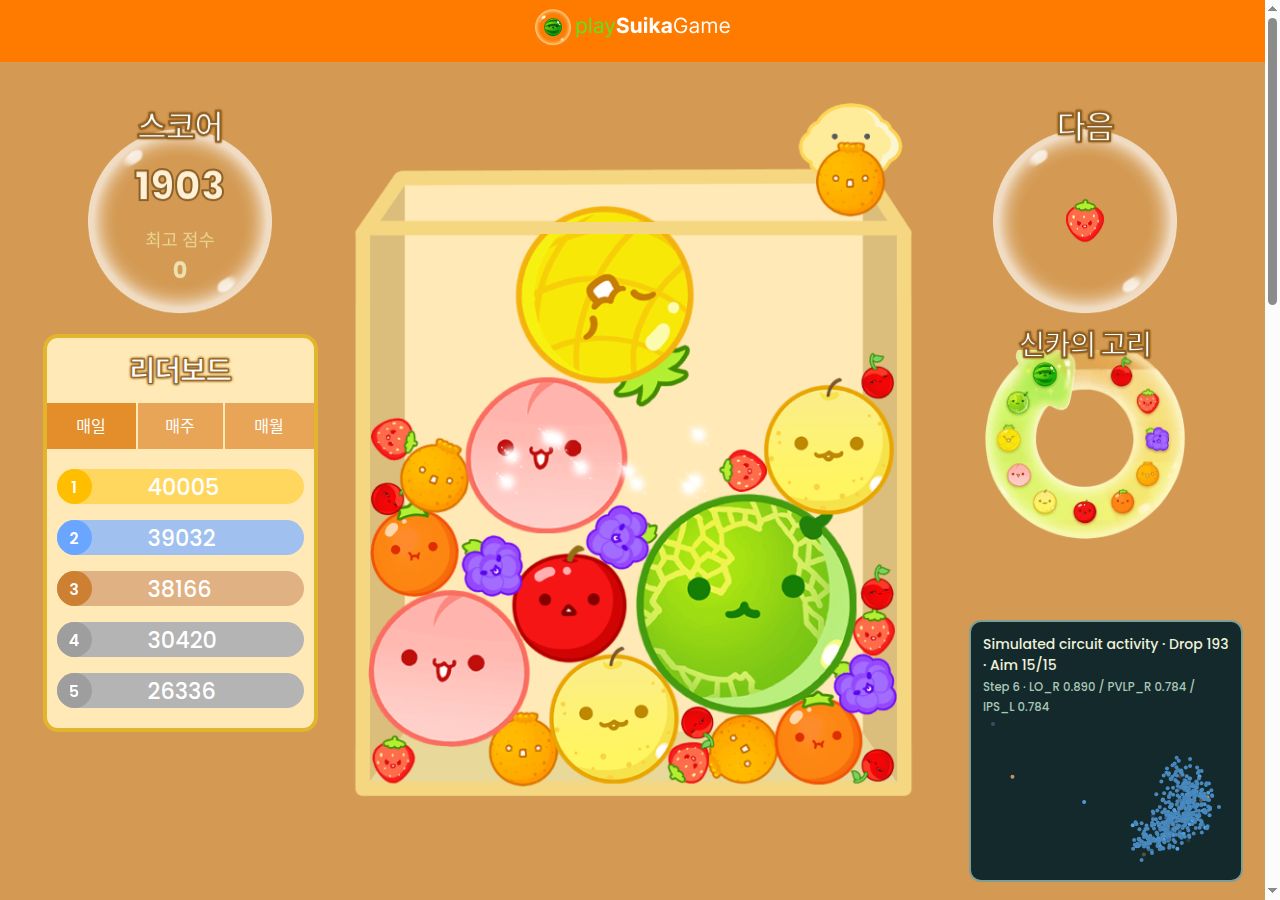 playSuikaGame
스코어
1903
최고 점수
0
다음
리더보드
매일
매주
매월
1
40005
2
39032
3
38166
4
30420
5
26336
신카의 고리
Simulated circuit activity · Drop 193
· Aim 15/15
Step 6 · LO_R 0.890 / PVLP_R 0.784 /
IPS_L 0.784